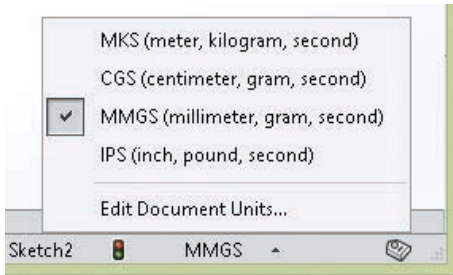 MKS (meter, kilogram, second)
CGS (centimeter, gram, second)
MMGS (millimeter, gram, second)
IPS (inch, pound, second)
Edit Document Units...
Sketch2 MMGS